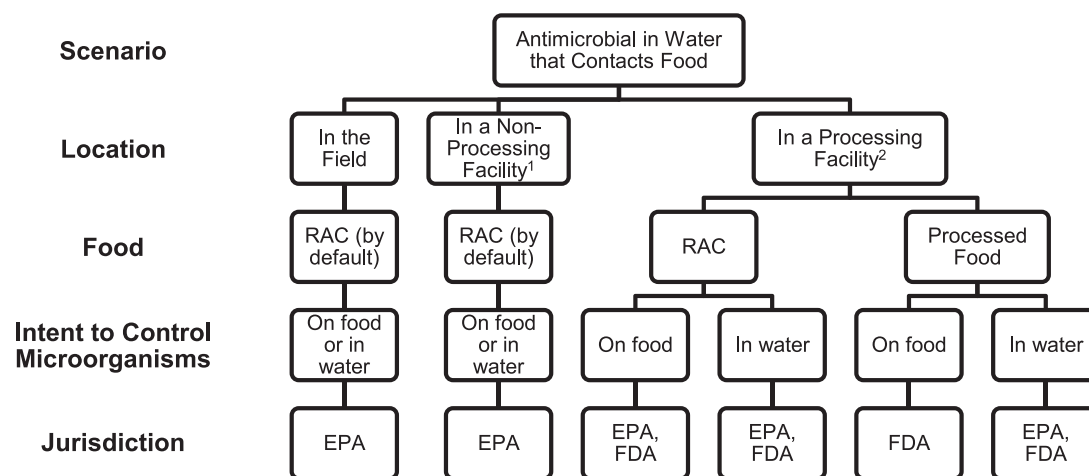 Scenario
Antimicrobial in Water
that Contacts Food
Location
In the
Field
In a Non-
Processing
Facility1
In a Processing
Facility2
Food
RAC (by
default)
RAC (by
default)
RAC
Processed
Food
Intent to Control
Microorganisms
On food
or in
water
On food
or in
water
On food
In water
On food
In water
Jurisdiction
EPA
EPA
EPA,
FDA
EPA,
FDA
FDA
EPA,
FDA